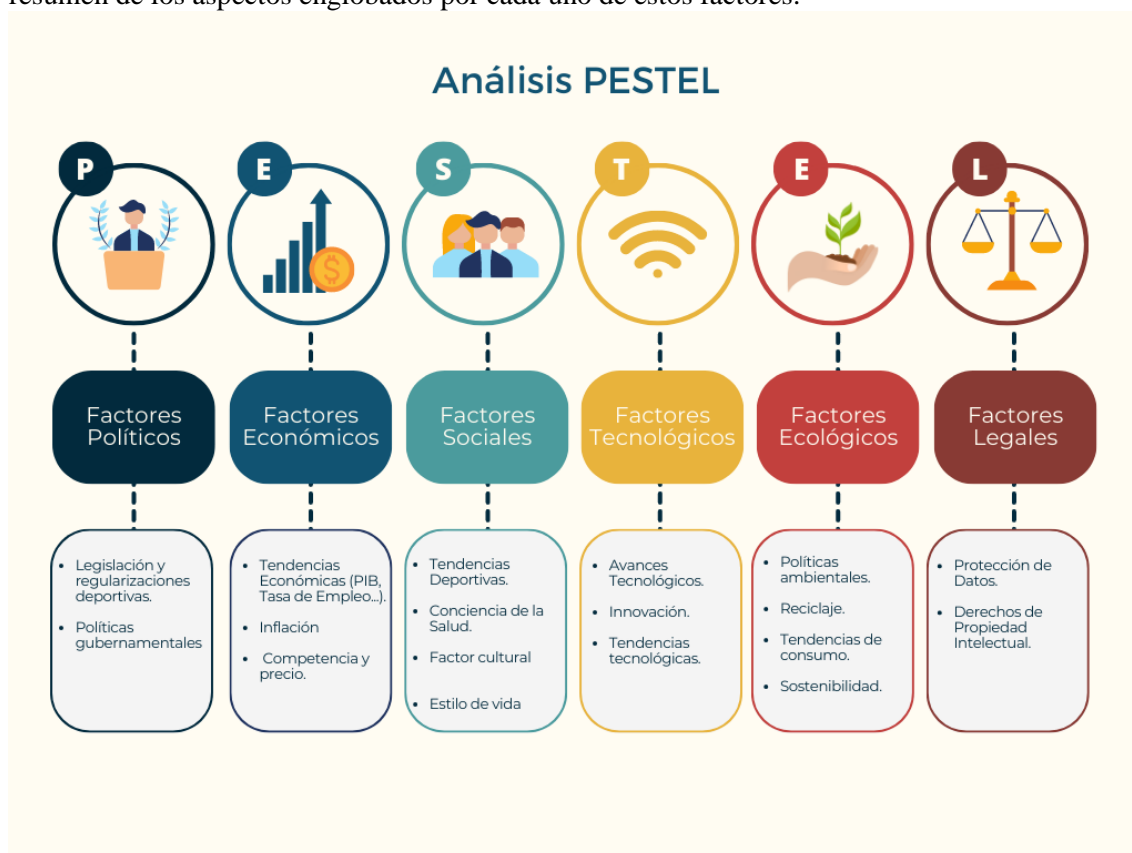 resumen de los aspectos englobados por cada uno de estos factores:
Análisis PESTEL
P
E
S
T
E
L
Factores
Políticos
Factores
Económicos
Factores
Sociales
Factores
Tecnológicos
Factores
Ecológicos
Factores
Legales
• Legislación y
regularizaciones
deportivas.
• Políticas
gubernamentales
• Tendencias
Económicas (PIB,
Tasa de Empleo...).
• Inflación
• Competencia y
precio.
• Tendencias
Deportivas.
• Conciencia de la
Salud.
• Factor cultural
• Estilo de vida
• Avances
Tecnológicos.
• Innovación.
• Tendencias
tecnológicas.
• Políticas
ambientales.
• Reciclaje.
• Tendencias de
consumo.
• Sostenibilidad.
• Protección de
Datos.
• Derechos de
Propiedad
Intelectual.